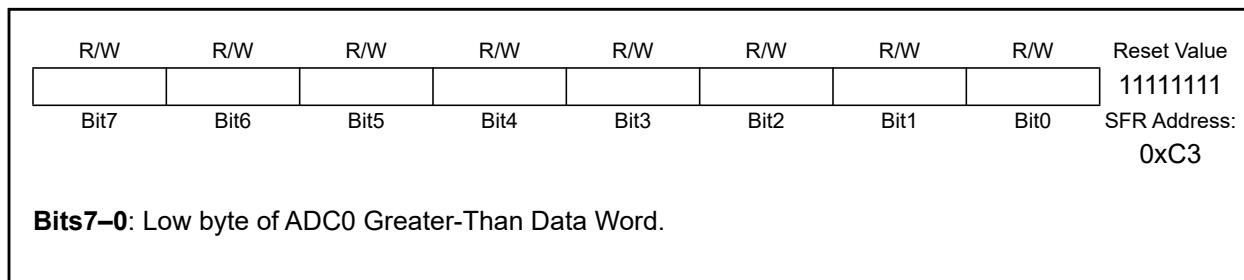 R/W R/W R/W R/W R/W R/W R/W R/W Reset Value
11111111
Bit7 Bit6 Bit5 Bit4 Bit3 Bit2 Bit1 Bit0 SFR Address:
0xC3
Bits7–0: Low byte of ADC0 Greater-Than Data Word.